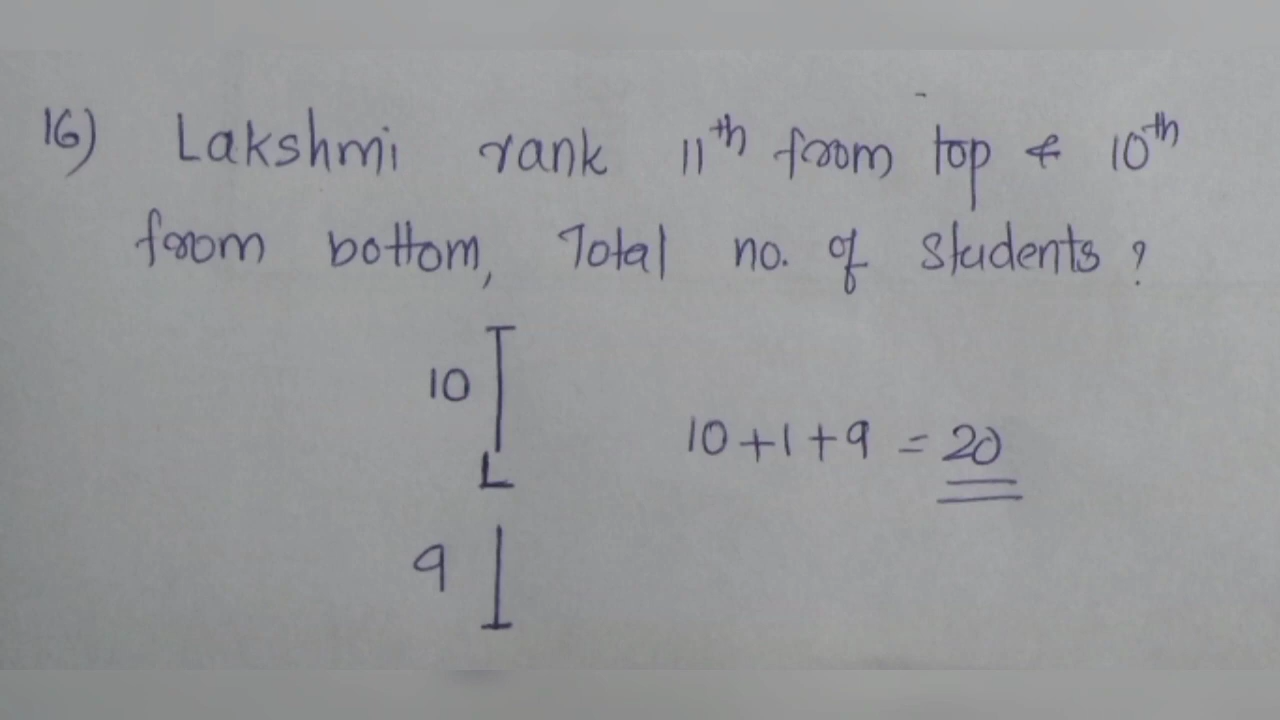 16) Lakshmi rank 11th from top & 10th
from bottom, Total no. of students ?
10
L
10+1+9 = 20
9